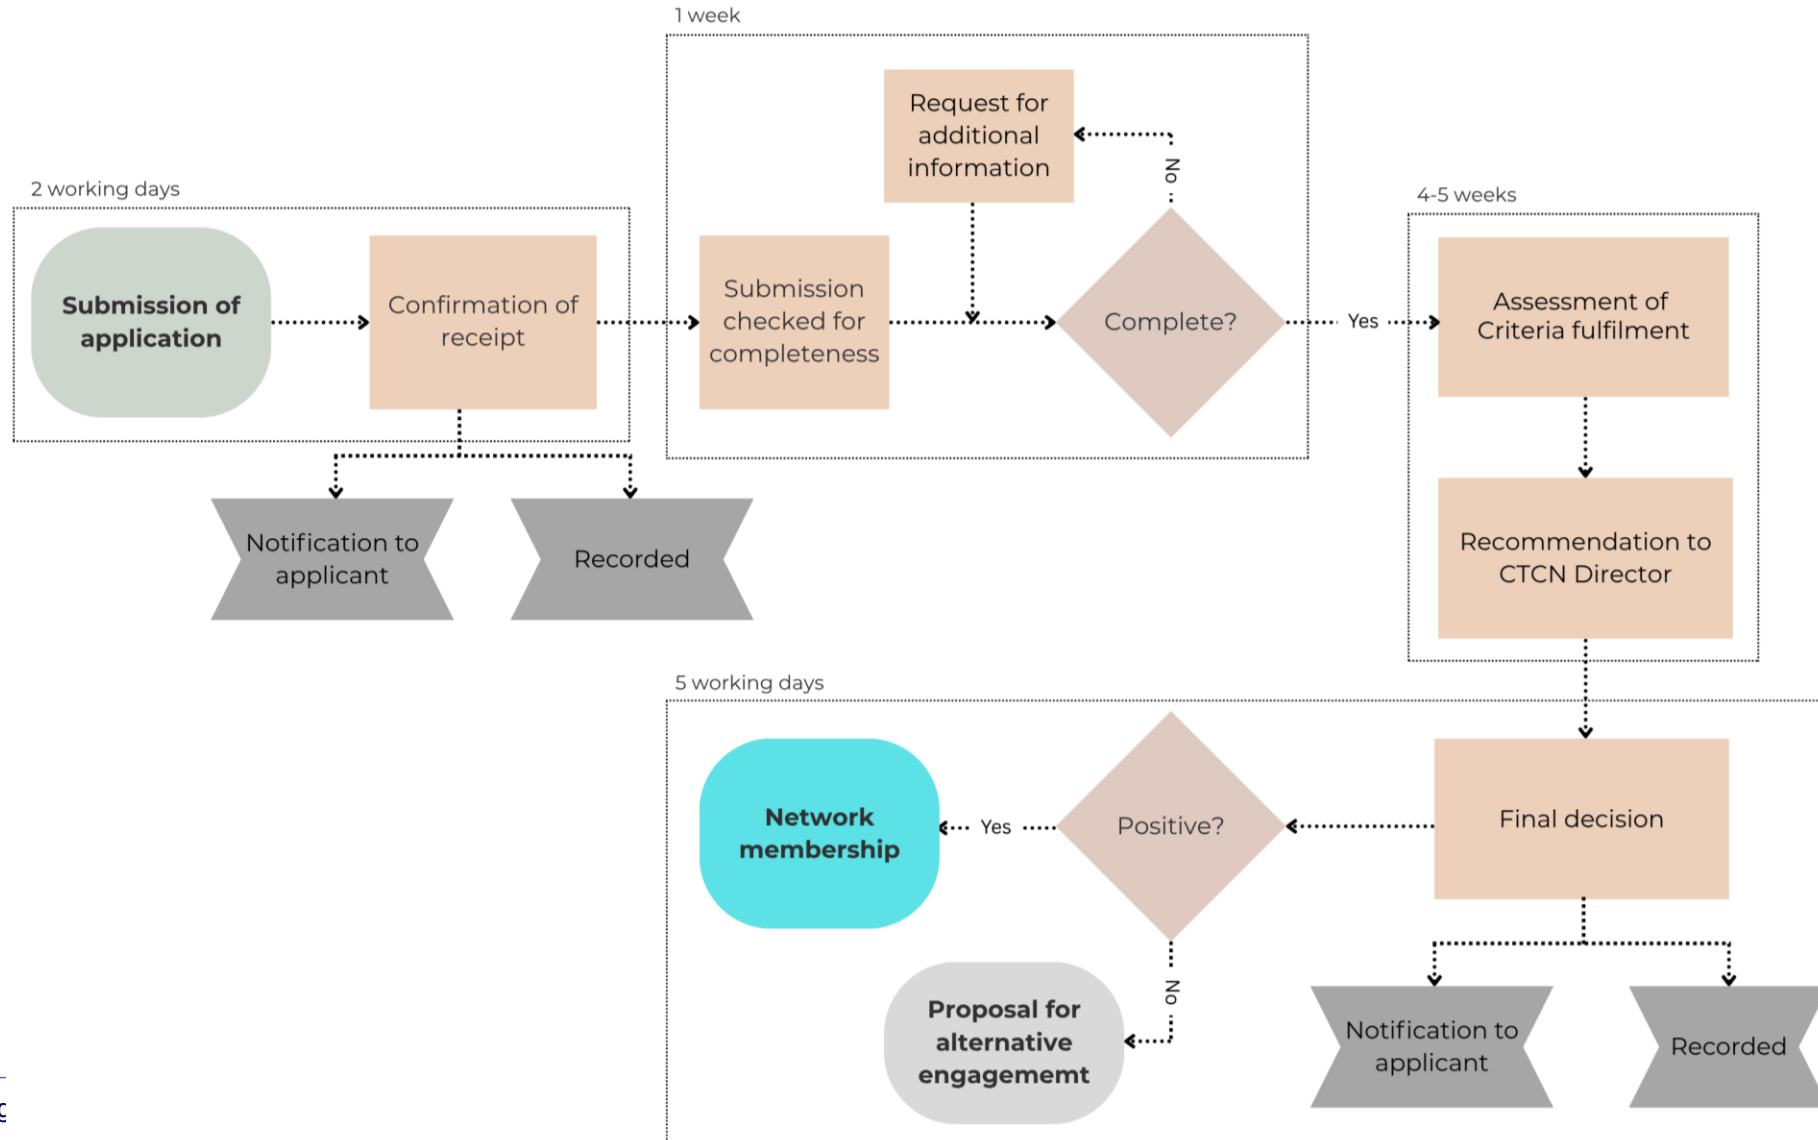 1 week
Request for
additional
information
No
2 working days
4-5 weeks
Submission of
application
Confirmation of
receipt
Submission
checked for
completeness
Complete?
Yes
Assessment of
Criteria fulfilment
Notification to
applicant
Recorded
Recommendation to
CTCN Director
5 working days
Network
membership
Yes
Positive?
Final decision
No
Proposal for
alternative
engagememt
Notification to
applicant
Recorded